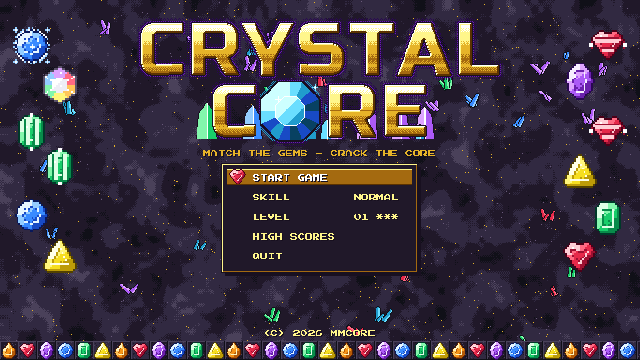 CRYSTAL
CORE
MATCH THE GEMS - CRACK THE CORE
START GAME
SKILL NORMAL
LEVEL 01 ***
HIGH SCORES
QUIT
(C) 2026 MMCORE